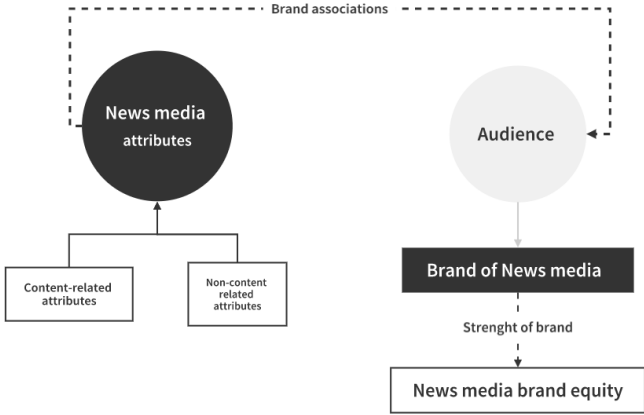 Brand associations
News media
attributes
Audience
Content-related
attributes
Non-content
related
attributes
Brand of News media
Strenght of brand
News media brand equity